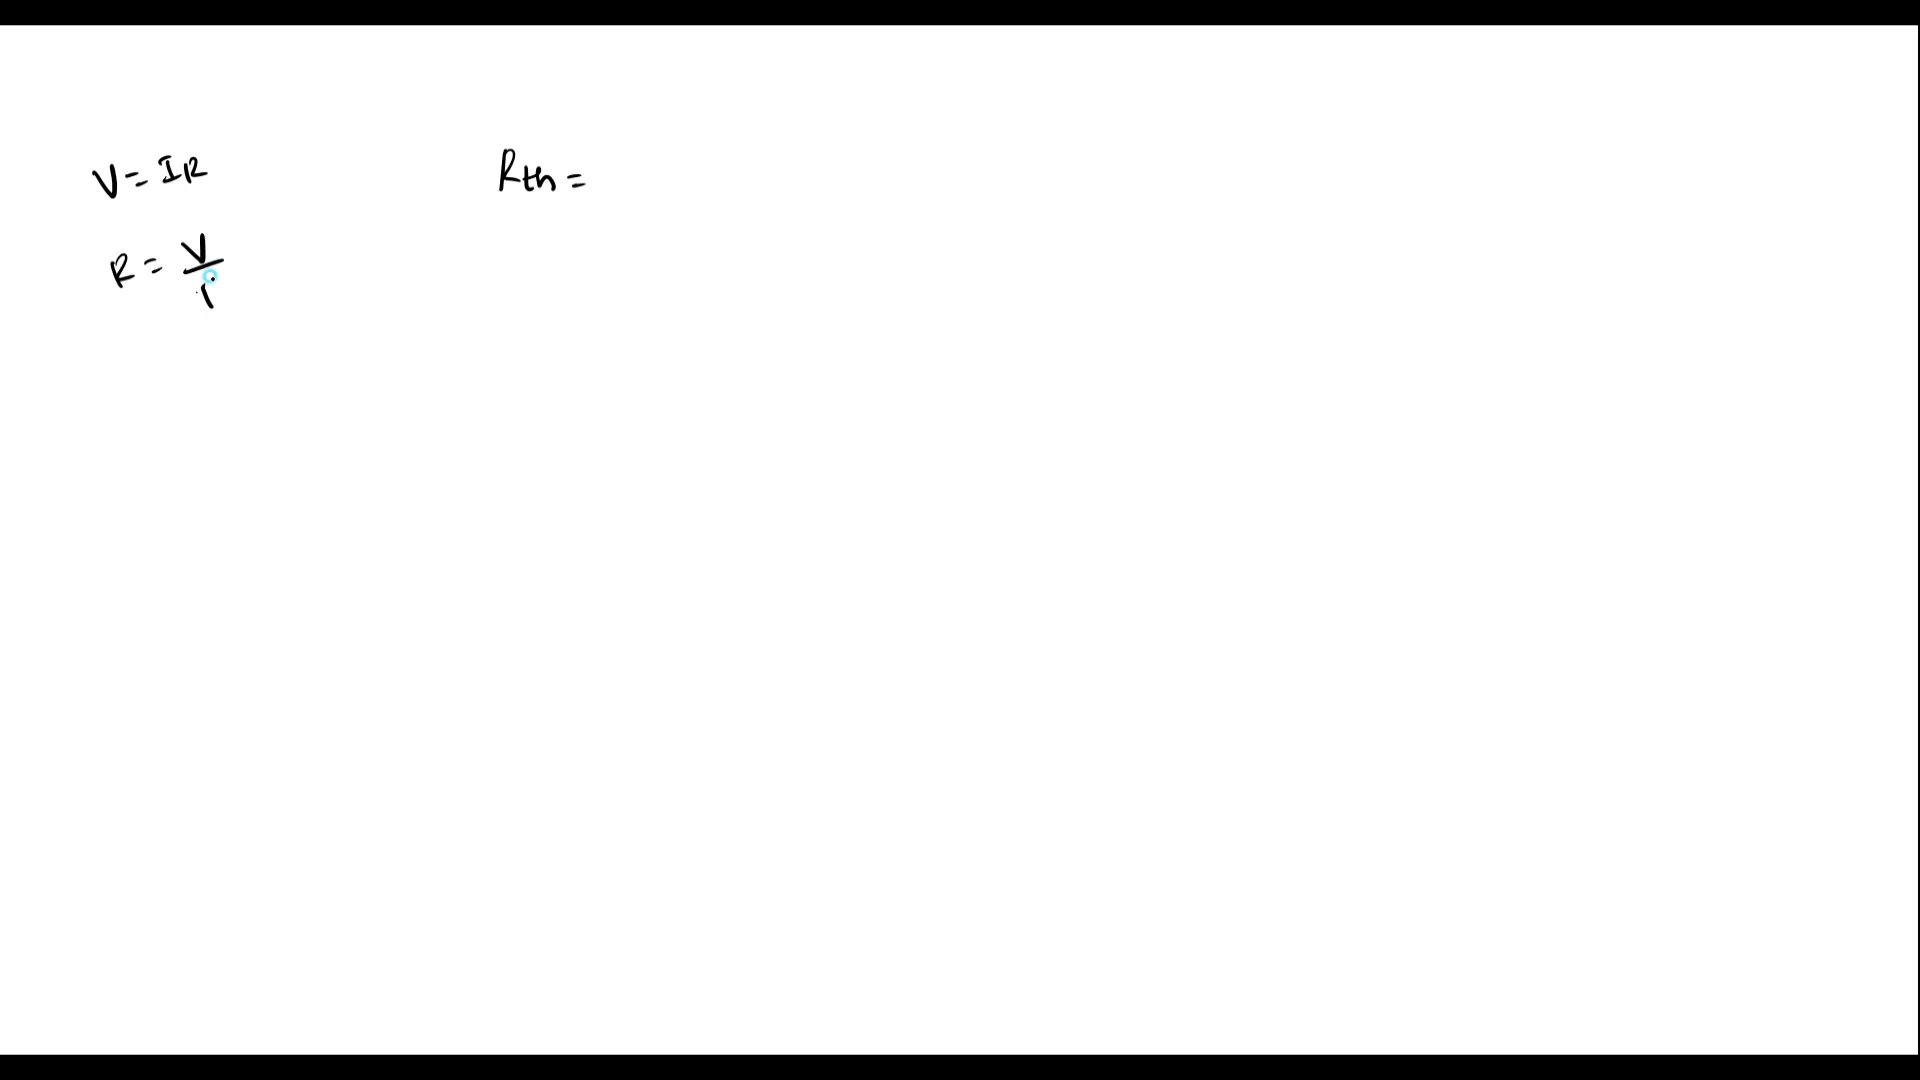 V = IR
Rth =
R = V/i